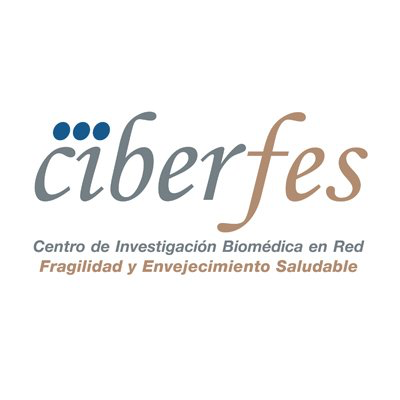 ciberfes
Centro de Investigación Biomédica en Red
Fragilidad y Envejecimiento Saludable